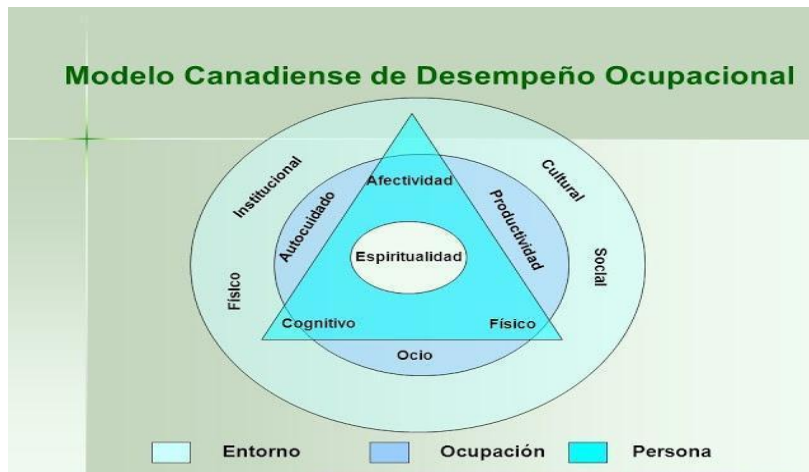 Modelo Canadiense de Desempeño Ocupacional
Institucional
Cultural
Afectividad
Autocuidado
Productividad
Espiritualidad
Físico
Social
Cognitivo
Físico
Ocio
Entorno
Ocupación
Persona